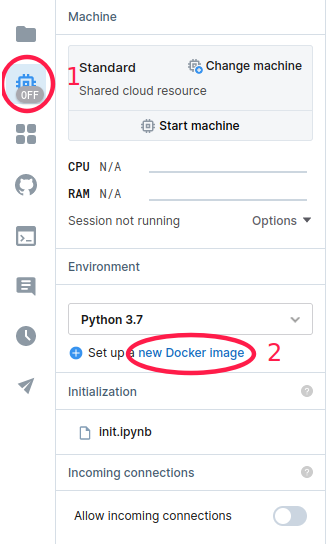 Machine
1
OFF
Standard
Change machine
Shared cloud resource
Start machine
CPU N/A
RAM N/A
Session not running
Options
Environment
Python 3.7
Set up a new Docker image
2
Initialization
?
init.ipynb
Incoming connections
?
Allow incoming connections